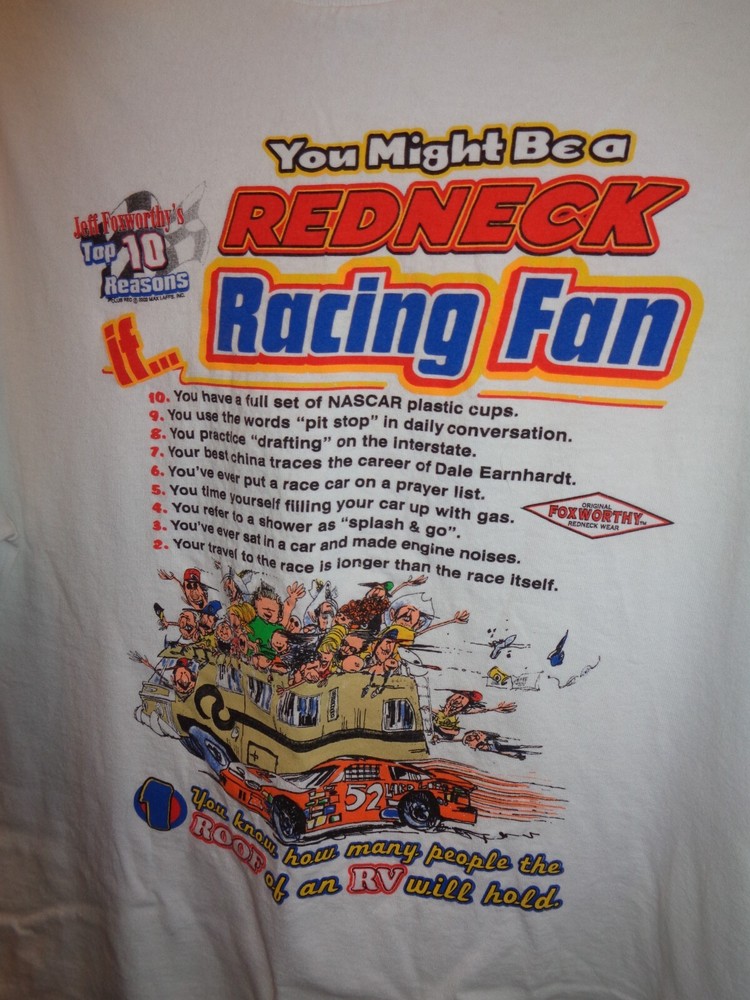 You Might Be a
REDNECK
Jeff Foxworthy's
Top 10
Reasons
Racing Fan
if...
10. You have a full set of NASCAR plastic cups.
9. You use the words "pit stop" in daily conversation.
8. You practice "drafting" on the interstate.
7. Your best china traces the career of Dale Earnhardt.
6. You've ever put a race car on a prayer list.
5. You time yourself filling your car up with gas.
4. You refer to a shower as "splash & go".
3. You've ever sat in a car and made engine noises.
2. Your travel to the race is longer than the race itself.
ORIGINAL
FOXWORTHY™
REDNECK WEAR
52
1 You know how many people the
ROOF of an RV will hold.